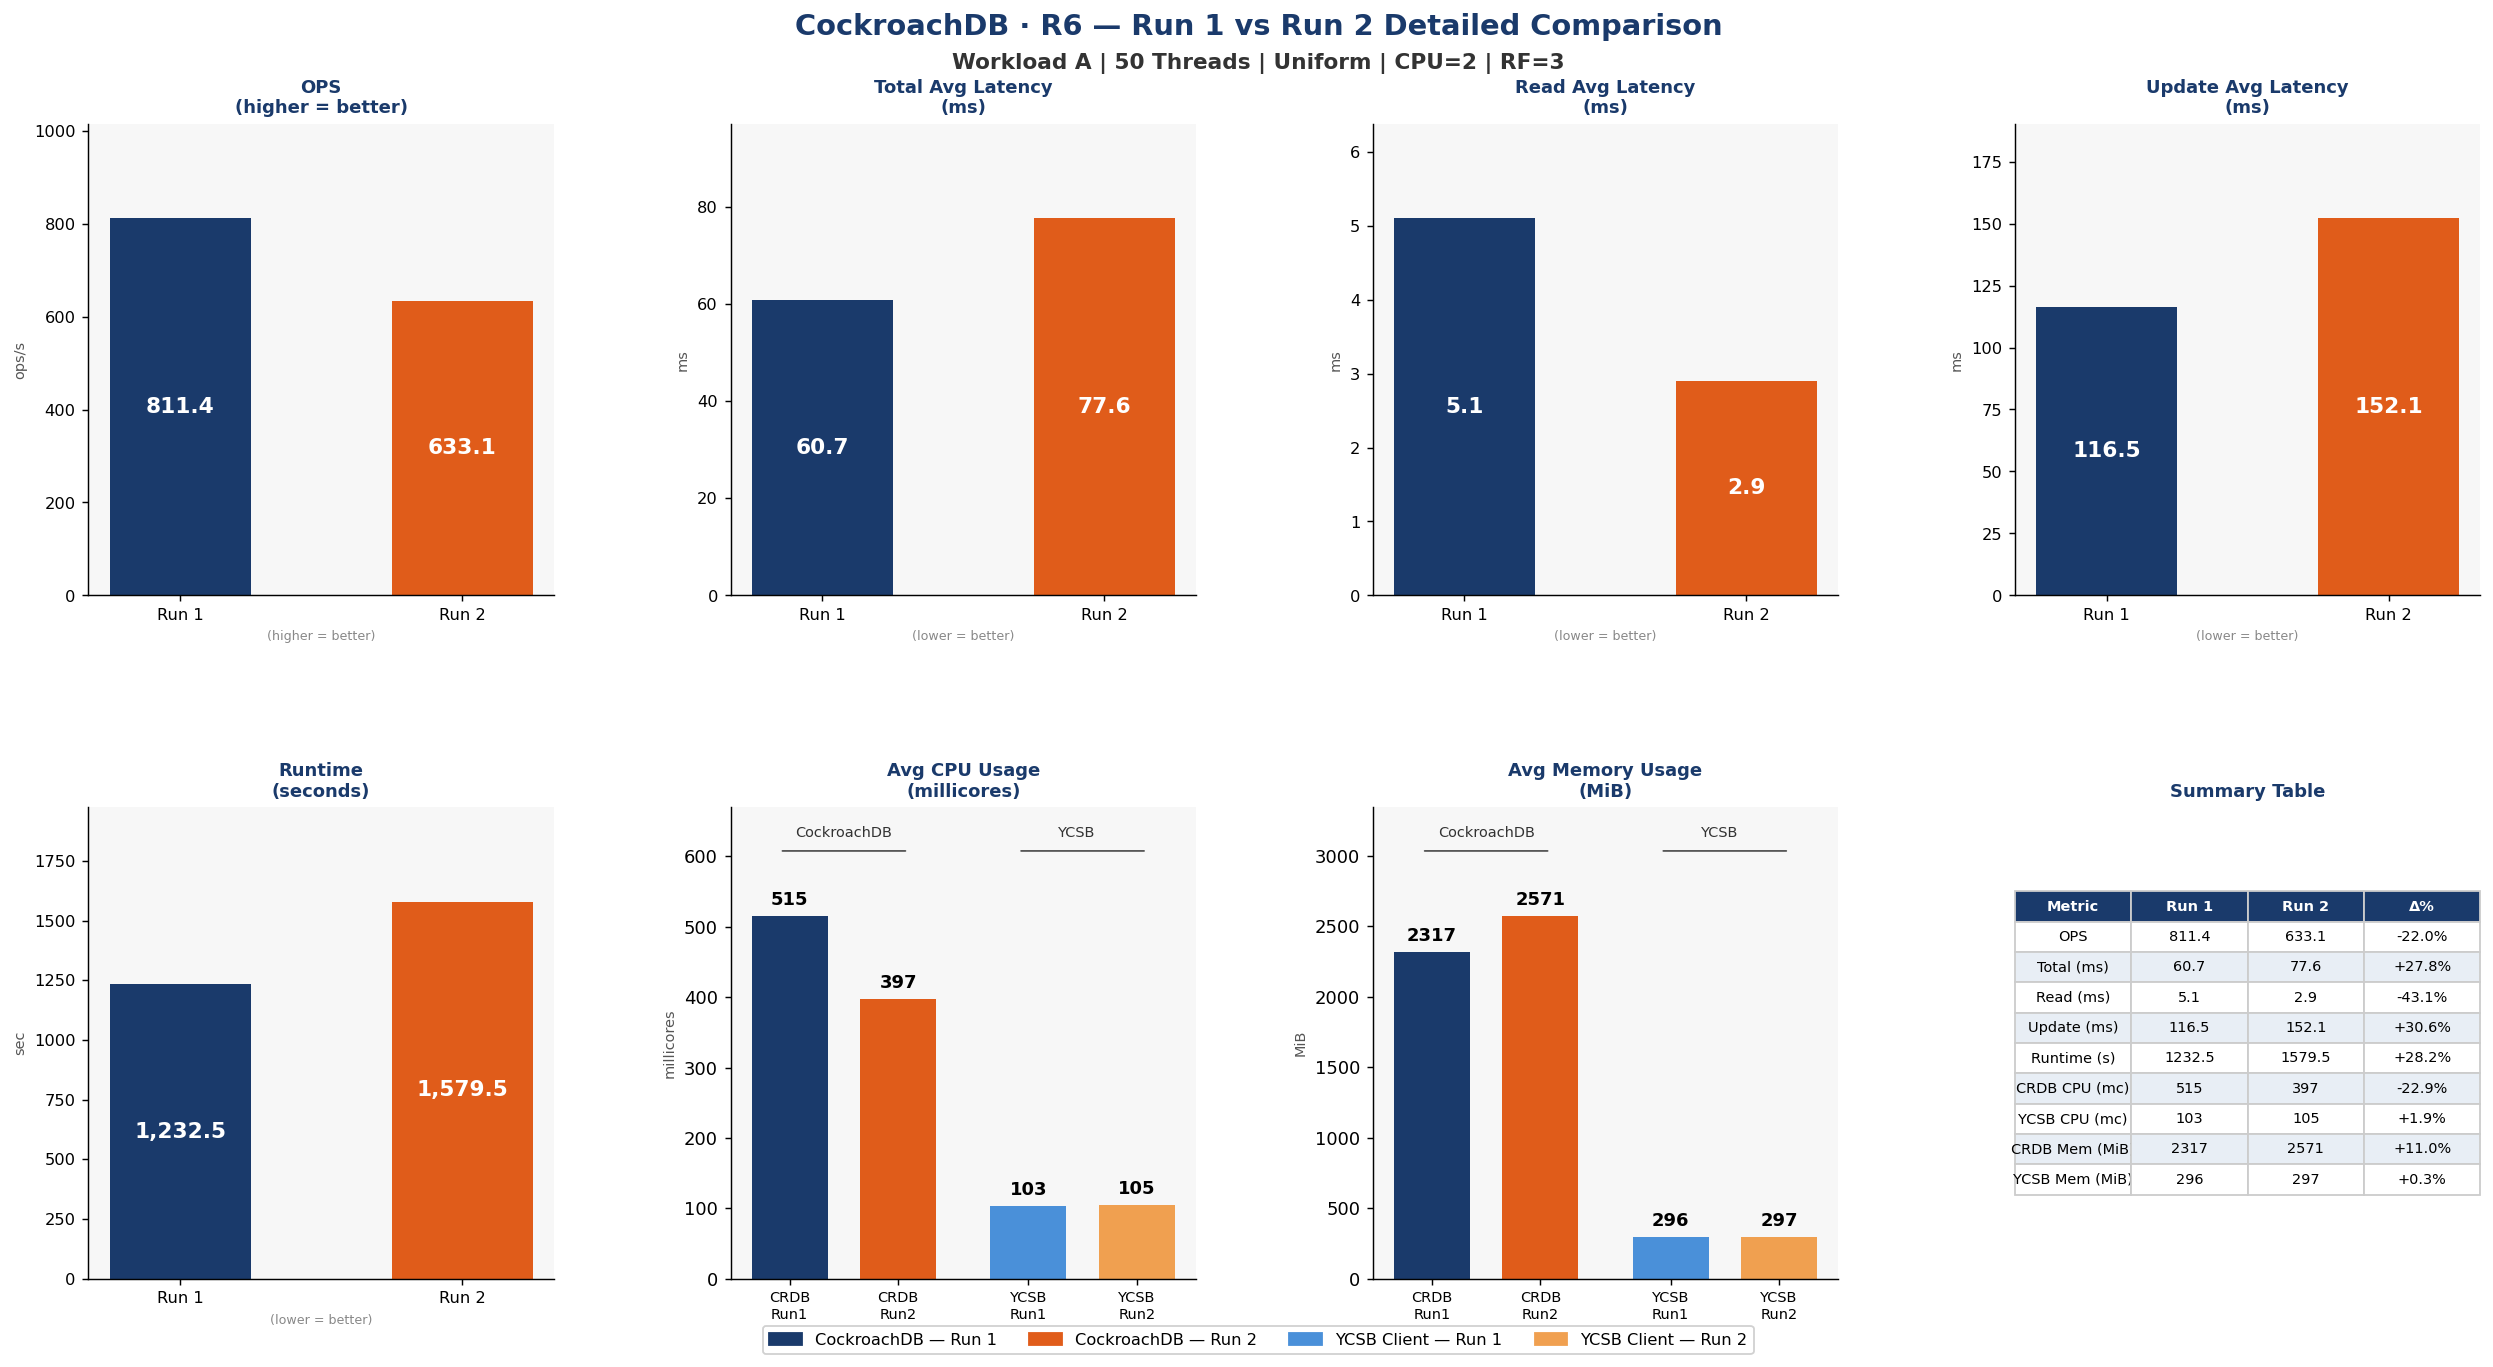 CockroachDB · R6 — Run 1 vs Run 2 Detailed Comparison
Workload A | 50 Threads | Uniform | CPU=2 | RF=3
OPS
(higher = better)
1000
800
600
400
200
0
ops/s
811.4
633.1
Run 1
Run 2
(higher = better)
Total Avg Latency
(ms)
80
60
40
20
0
ms
60.7
77.6
Run 1
Run 2
(lower = better)
Read Avg Latency
(ms)
6
5
4
3
2
1
0
ms
5.1
2.9
Run 1
Run 2
(lower = better)
Update Avg Latency
(ms)
175
150
125
100
75
50
25
0
ms
116.5
152.1
Run 1
Run 2
(lower = better)
Runtime
(seconds)
1750
1500
1250
1000
750
500
250
0
sec
1,232.5
1,579.5
Run 1
Run 2
(lower = better)
Avg CPU Usage
(millicores)
CockroachDB
YCSB
600
500
400
300
200
100
0
millicores
515
397
103
105
CRDB
Run1
CRDB
Run2
YCSB
Run1
YCSB
Run2
Avg Memory Usage
(MiB)
CockroachDB
YCSB
3000
2500
2000
1500
1000
500
0
MiB
2317
2571
296
297
CRDB
Run1
CRDB
Run2
YCSB
Run1
YCSB
Run2
Summary Table
Metric Run 1 Run 2 Δ%
OPS 811.4 633.1 -22.0%
Total (ms) 60.7 77.6 +27.8%
Read (ms) 5.1 2.9 -43.1%
Update (ms) 116.5 152.1 +30.6%
Runtime (s) 1232.5 1579.5 +28.2%
CRDB CPU (mc) 515 397 -22.9%
YCSB CPU (mc) 103 105 +1.9%
CRDB Mem (MiB 2317 2571 +11.0%
YCSB Mem (MiB) 296 297 +0.3%
CockroachDB — Run 1
CockroachDB — Run 2
YCSB Client — Run 1
YCSB Client — Run 2